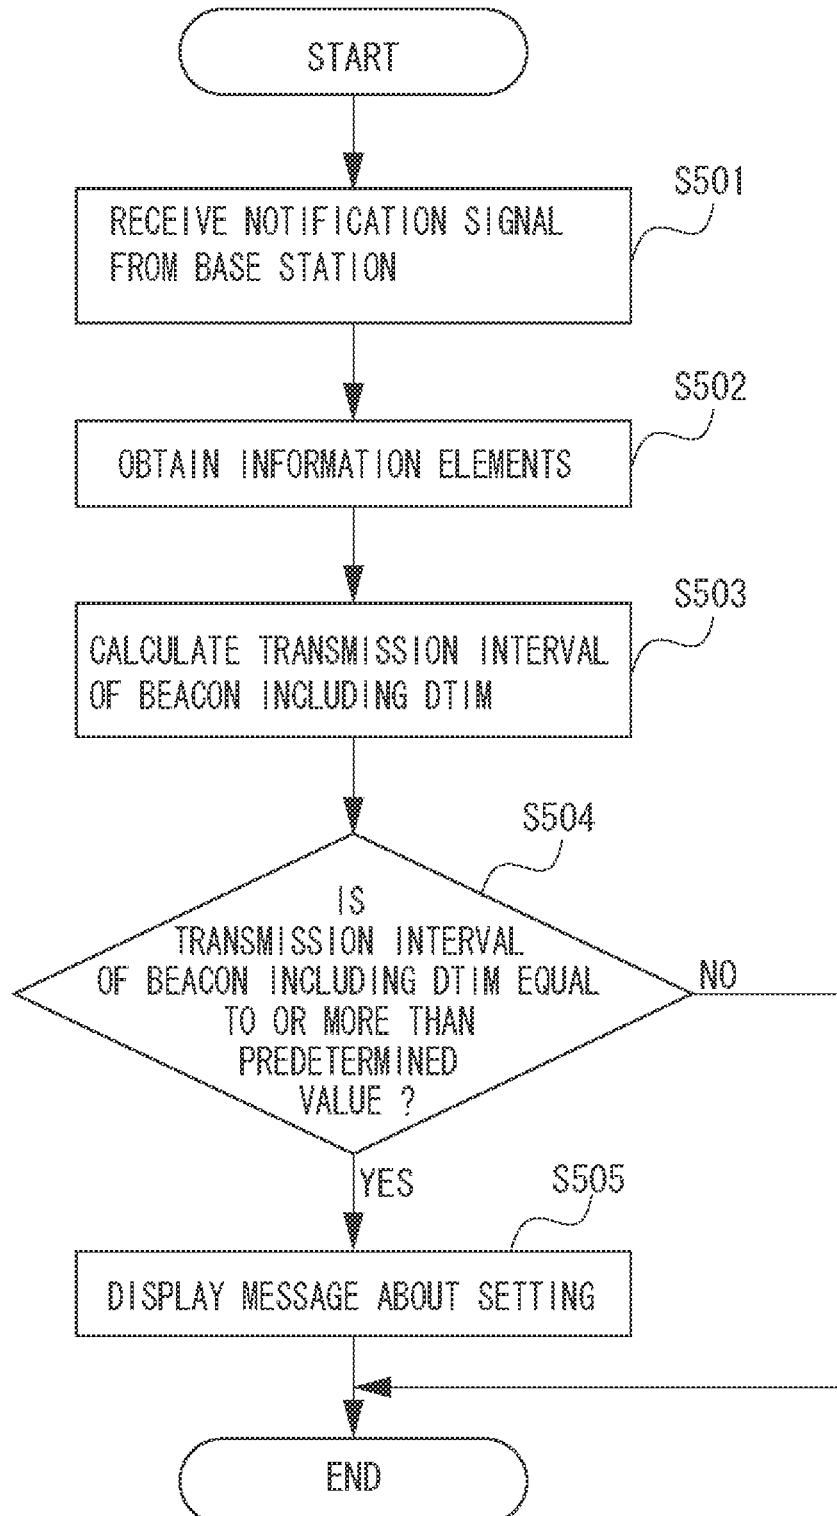 START
S501
RECEIVE NOTIFICATION SIGNAL
FROM BASE STATION
S502
OBTAIN INFORMATION ELEMENTS
S503
CALCULATE TRANSMISSION INTERVAL
OF BEACON INCLUDING DTIM
S504
IS
TRANSMISSION INTERVAL
OF BEACON INCLUDING DTIM EQUAL
TO OR MORE THAN
PREDETERMINED
VALUE ?
NO
YES
S505
DISPLAY MESSAGE ABOUT SETTING
END